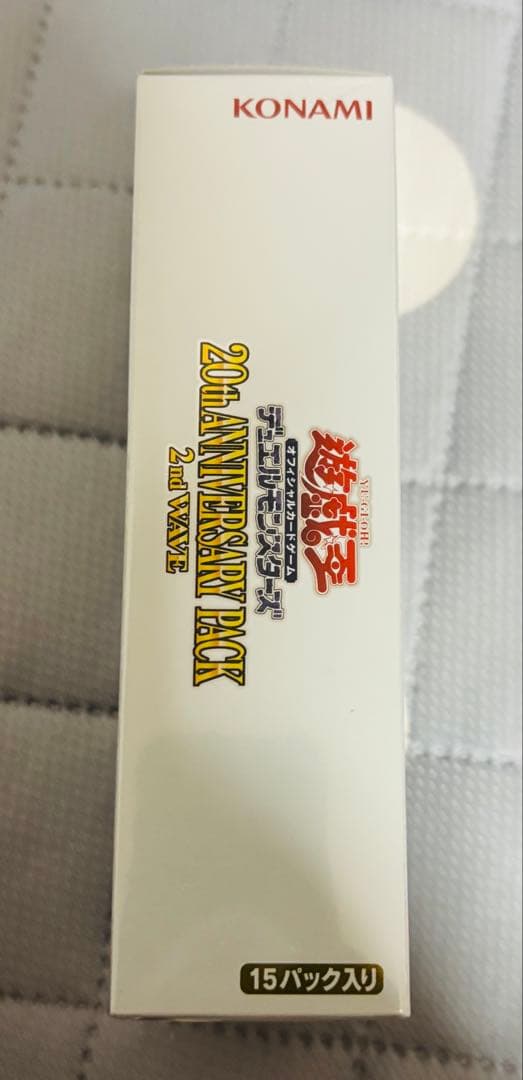 KONAMI
YU-GI-OH!
遊戯王
オフィシャルカードゲーム
デュエルモンスターズ
20th ANNIVERSARY PACK
2nd WAVE
15パック入り